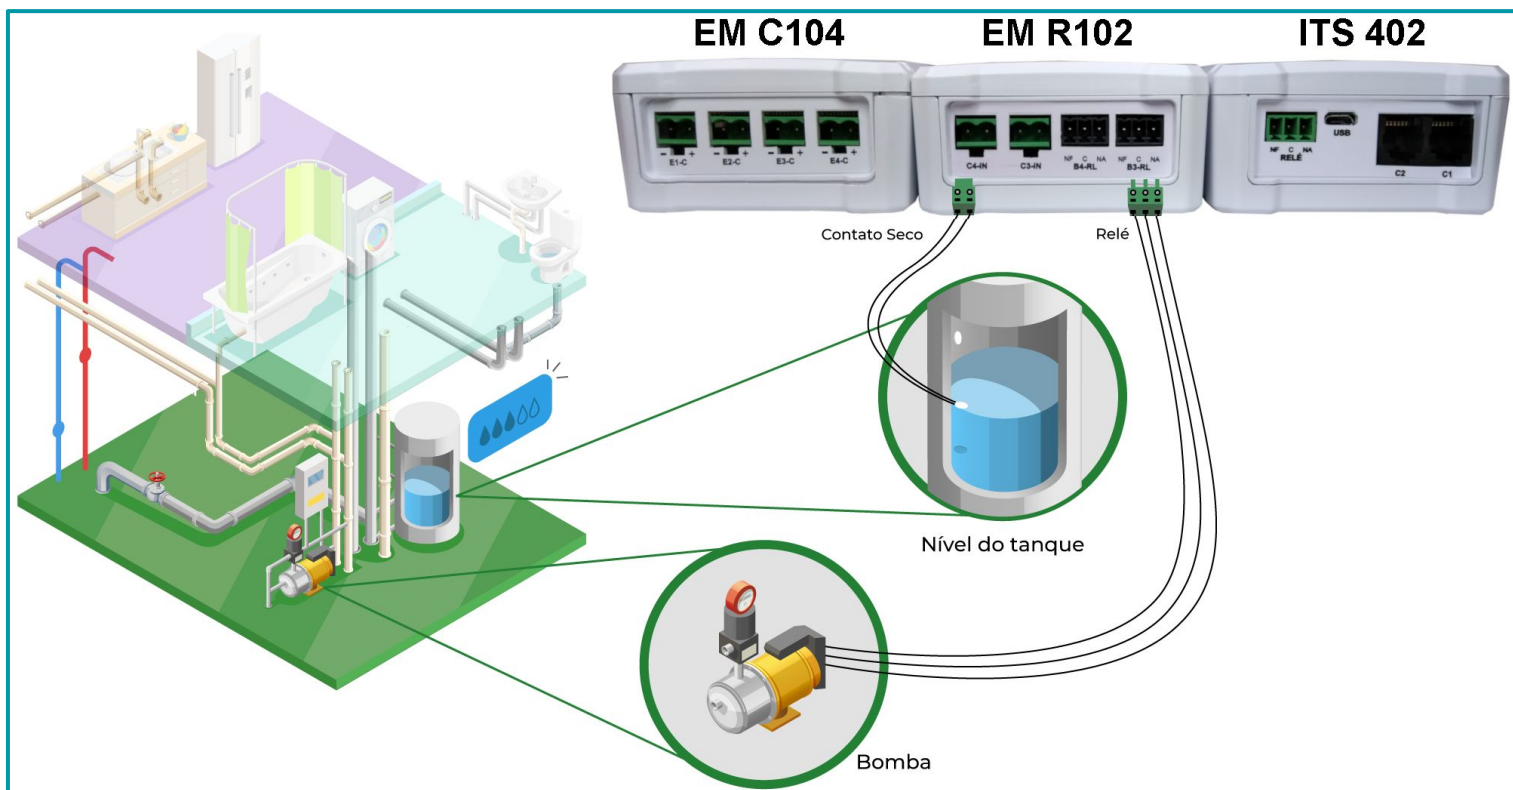 EM C104
EM R102
ITS 402
- +
E1-C
- +
E2-C
- +
E3-C
- +
E4-C
C4-IN
C3-IN
NF C NA
B4-RL
NF C NA
B3-RL
NF C NA
RELÉ
USB
C2
C1
Contato Seco
Relé
Nível do tanque
Bomba